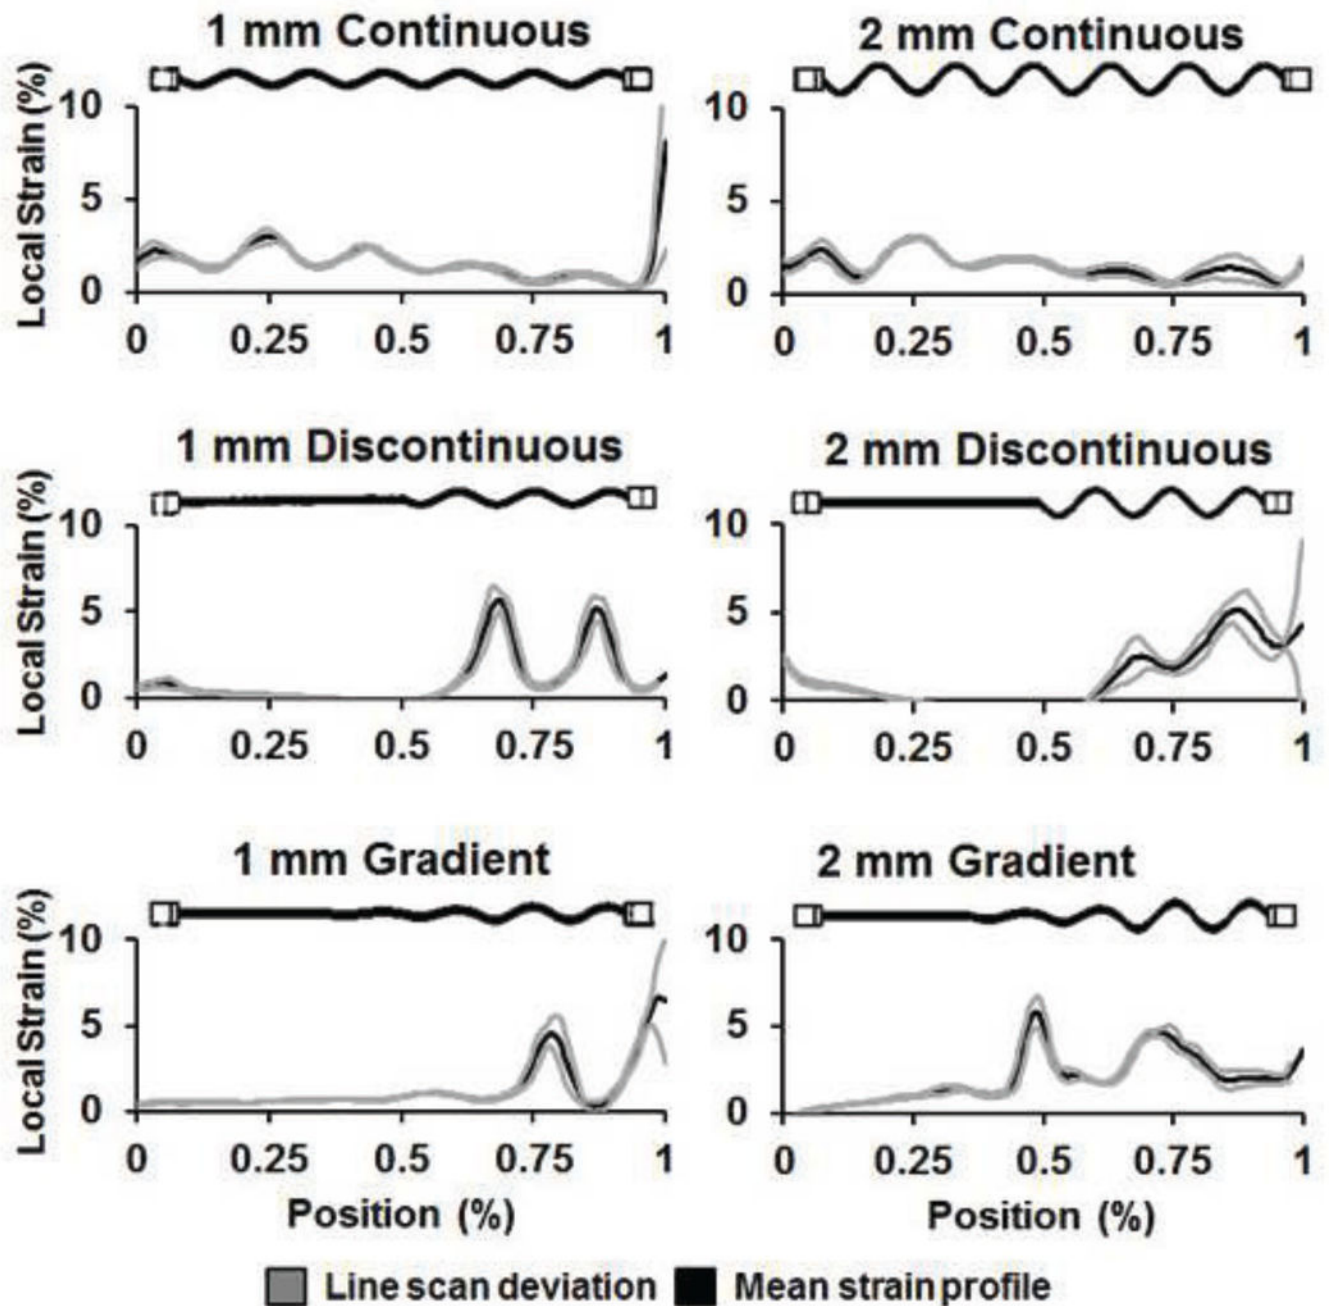 1 mm Continuous
2 mm Continuous
Local Strain (%)
10
5
0
0 0.25 0.5 0.75 1
10
5
0
0 0.25 0.5 0.75 1
1 mm Discontinuous
2 mm Discontinuous
Local Strain (%)
10
5
0
0 0.25 0.5 0.75 1
10
5
0
0 0.25 0.5 0.75 1
1 mm Gradient
2 mm Gradient
Local Strain (%)
10
5
0
0 0.25 0.5 0.75 1
Position (%)
10
5
0
0 0.25 0.5 0.75 1
Position (%)
Line scan deviation
Mean strain profile